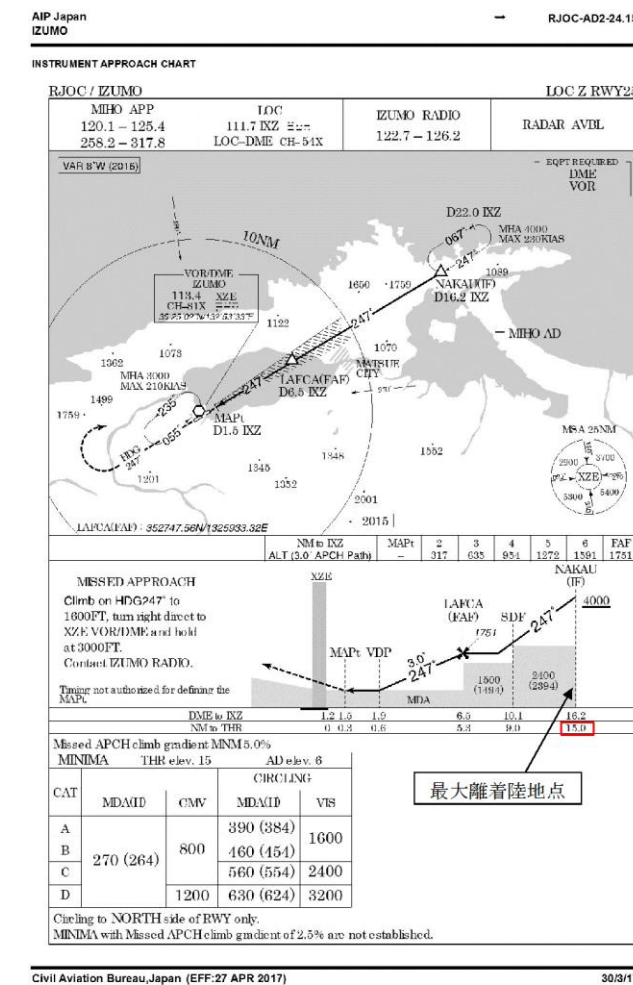 AIP Japan
RJOC-AD2-24.15
IZUMO
INSTRUMENT APPROACH CHART
RJOC / IZUMO
LOC Z RWY25
MIHO APP
120.1 – 125.4
258.2 – 317.8
LOC
111.7 IXZ
LOC–DME CH–54X
IZUMO RADIO
122.7 – 126.2
RADAR AVBL
VAR 8°W (2016)
EQPT REQUIRED
DME
VOR
D22.0 IXZ
067°
MHA 4000
MAX 230KIAS
247°
10NM
VOR/DME
IZUMO
113.4 XZE
CH–81X
NAKAU(IF)
D16.2 IXZ
1089
1650
1759
247°
MIHO AD
1122
1070
MATSUE
CITY
1073
1362
LAFCA(FAF)
D6.5 IXZ
247°
MHA 3000
MAX 210KIAS
1499
1759
235°
055°
MAPt
D1.5 IXZ
HDG
247°
1201
1345
1352
1348
1552
2001
2015
MSA 25NM
2900
3700
XZE
5300
5400
LAFCA(FAF) : 352747.56N/1325933.32E
NM to IXZ MAPt 2 3 4 5 6 FAF
ALT (3.0° APCH Path) – 317 635 954 1272 1591 1751
MISSED APPROACH
Climb on HDG247° to
1600FT, turn right direct to
XZE VOR/DME and hold
at 3000FT.
Contact IZUMO RADIO.
Timing not authorized for defining the
MAPt.
XZE
NAKAU
(IF)
4000
LAFCA
(FAF)
SDF
247°
1751
MAPt VDP
3.0°
247°
1500
(1494)
2400
(2394)
MDA
DME to IXZ 1.2 1.5 1.9 6.5 10.1 16.2
NM to THR 0 0.3 0.6 5.3 9.0 15.0
Missed APCH climb gradient MNM 5.0%
MINIMA THR elev. 15 AD elev. 6
CAT
CIRCLING
MDA(H) CMV MDA(H) VIS
A 390 (384)
B 460 (454)
1600
270 (264)
800
C 560 (554) 2400
D 1200 630 (624) 3200
最大離着陸地点
Circling to NORTH side of RWY only.
MINIMA with Missed APCH climb gradient of 2.5% are not established.
Civil Aviation Bureau,Japan (EFF:27 APR 2017)
30/3/1